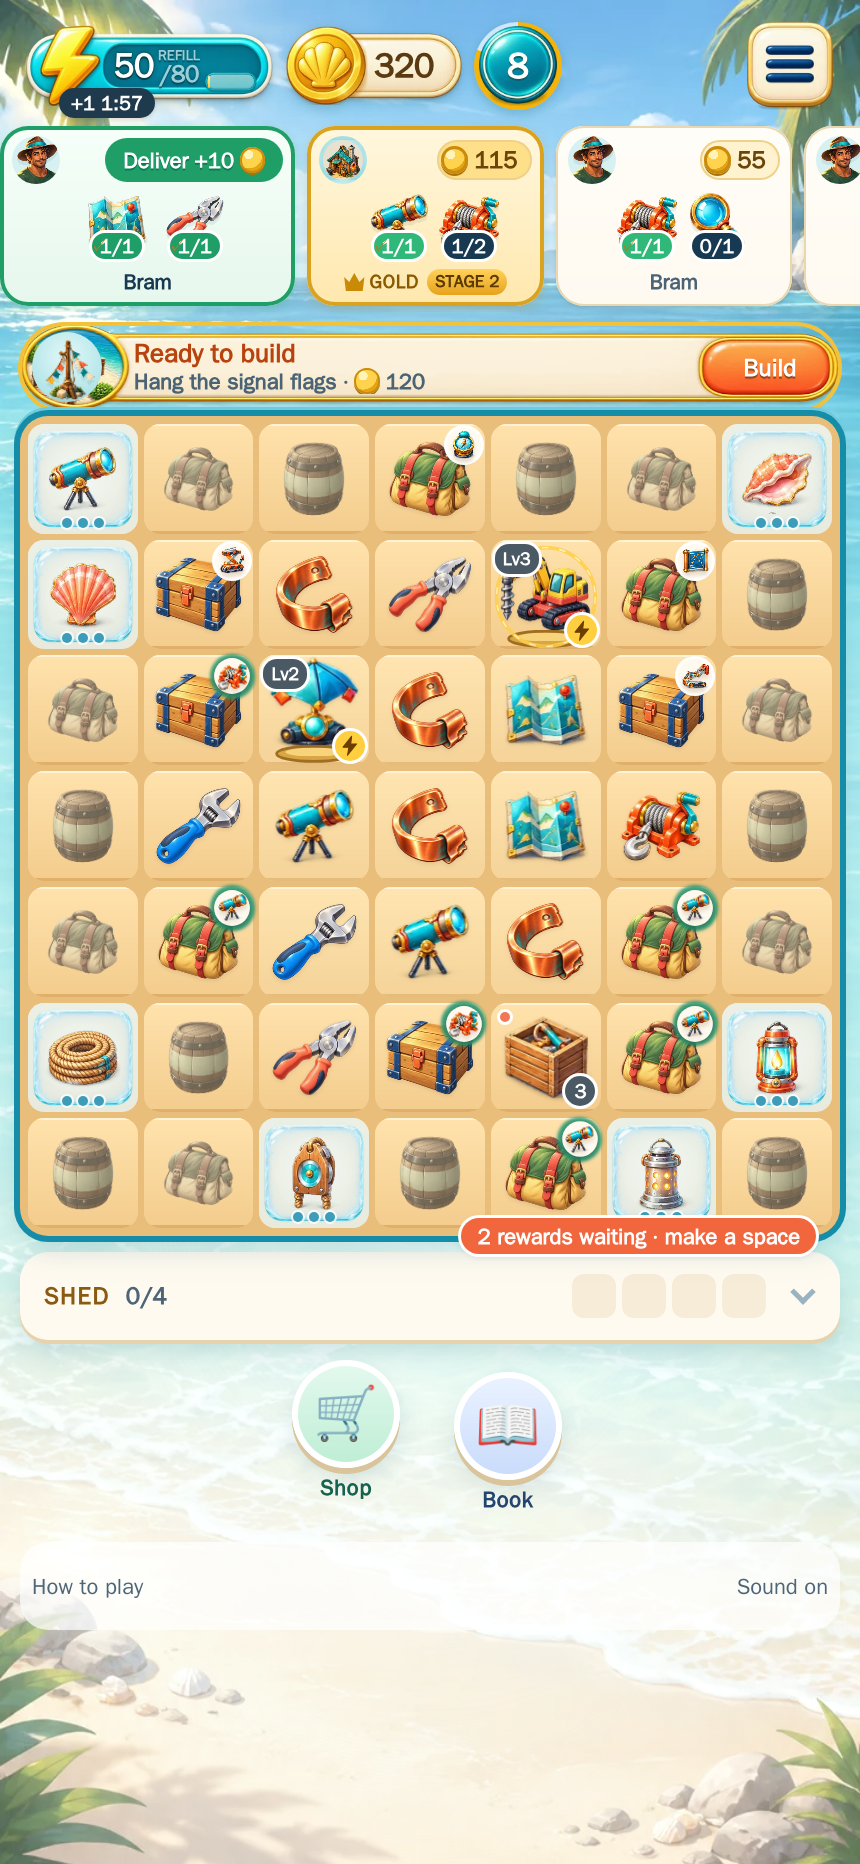 50
REFILL
/80
+1 1:57
320
8
Deliver +10
1/1
1/1
Bram
115
1/1
1/2
GOLD
STAGE 2
55
1/1
0/1
Bram
Ready to build
Hang the signal flags · 120
Build
Lv3
Lv2
3
2 rewards waiting · make a space
SHED 0/4
Shop
Book
How to play
Sound on